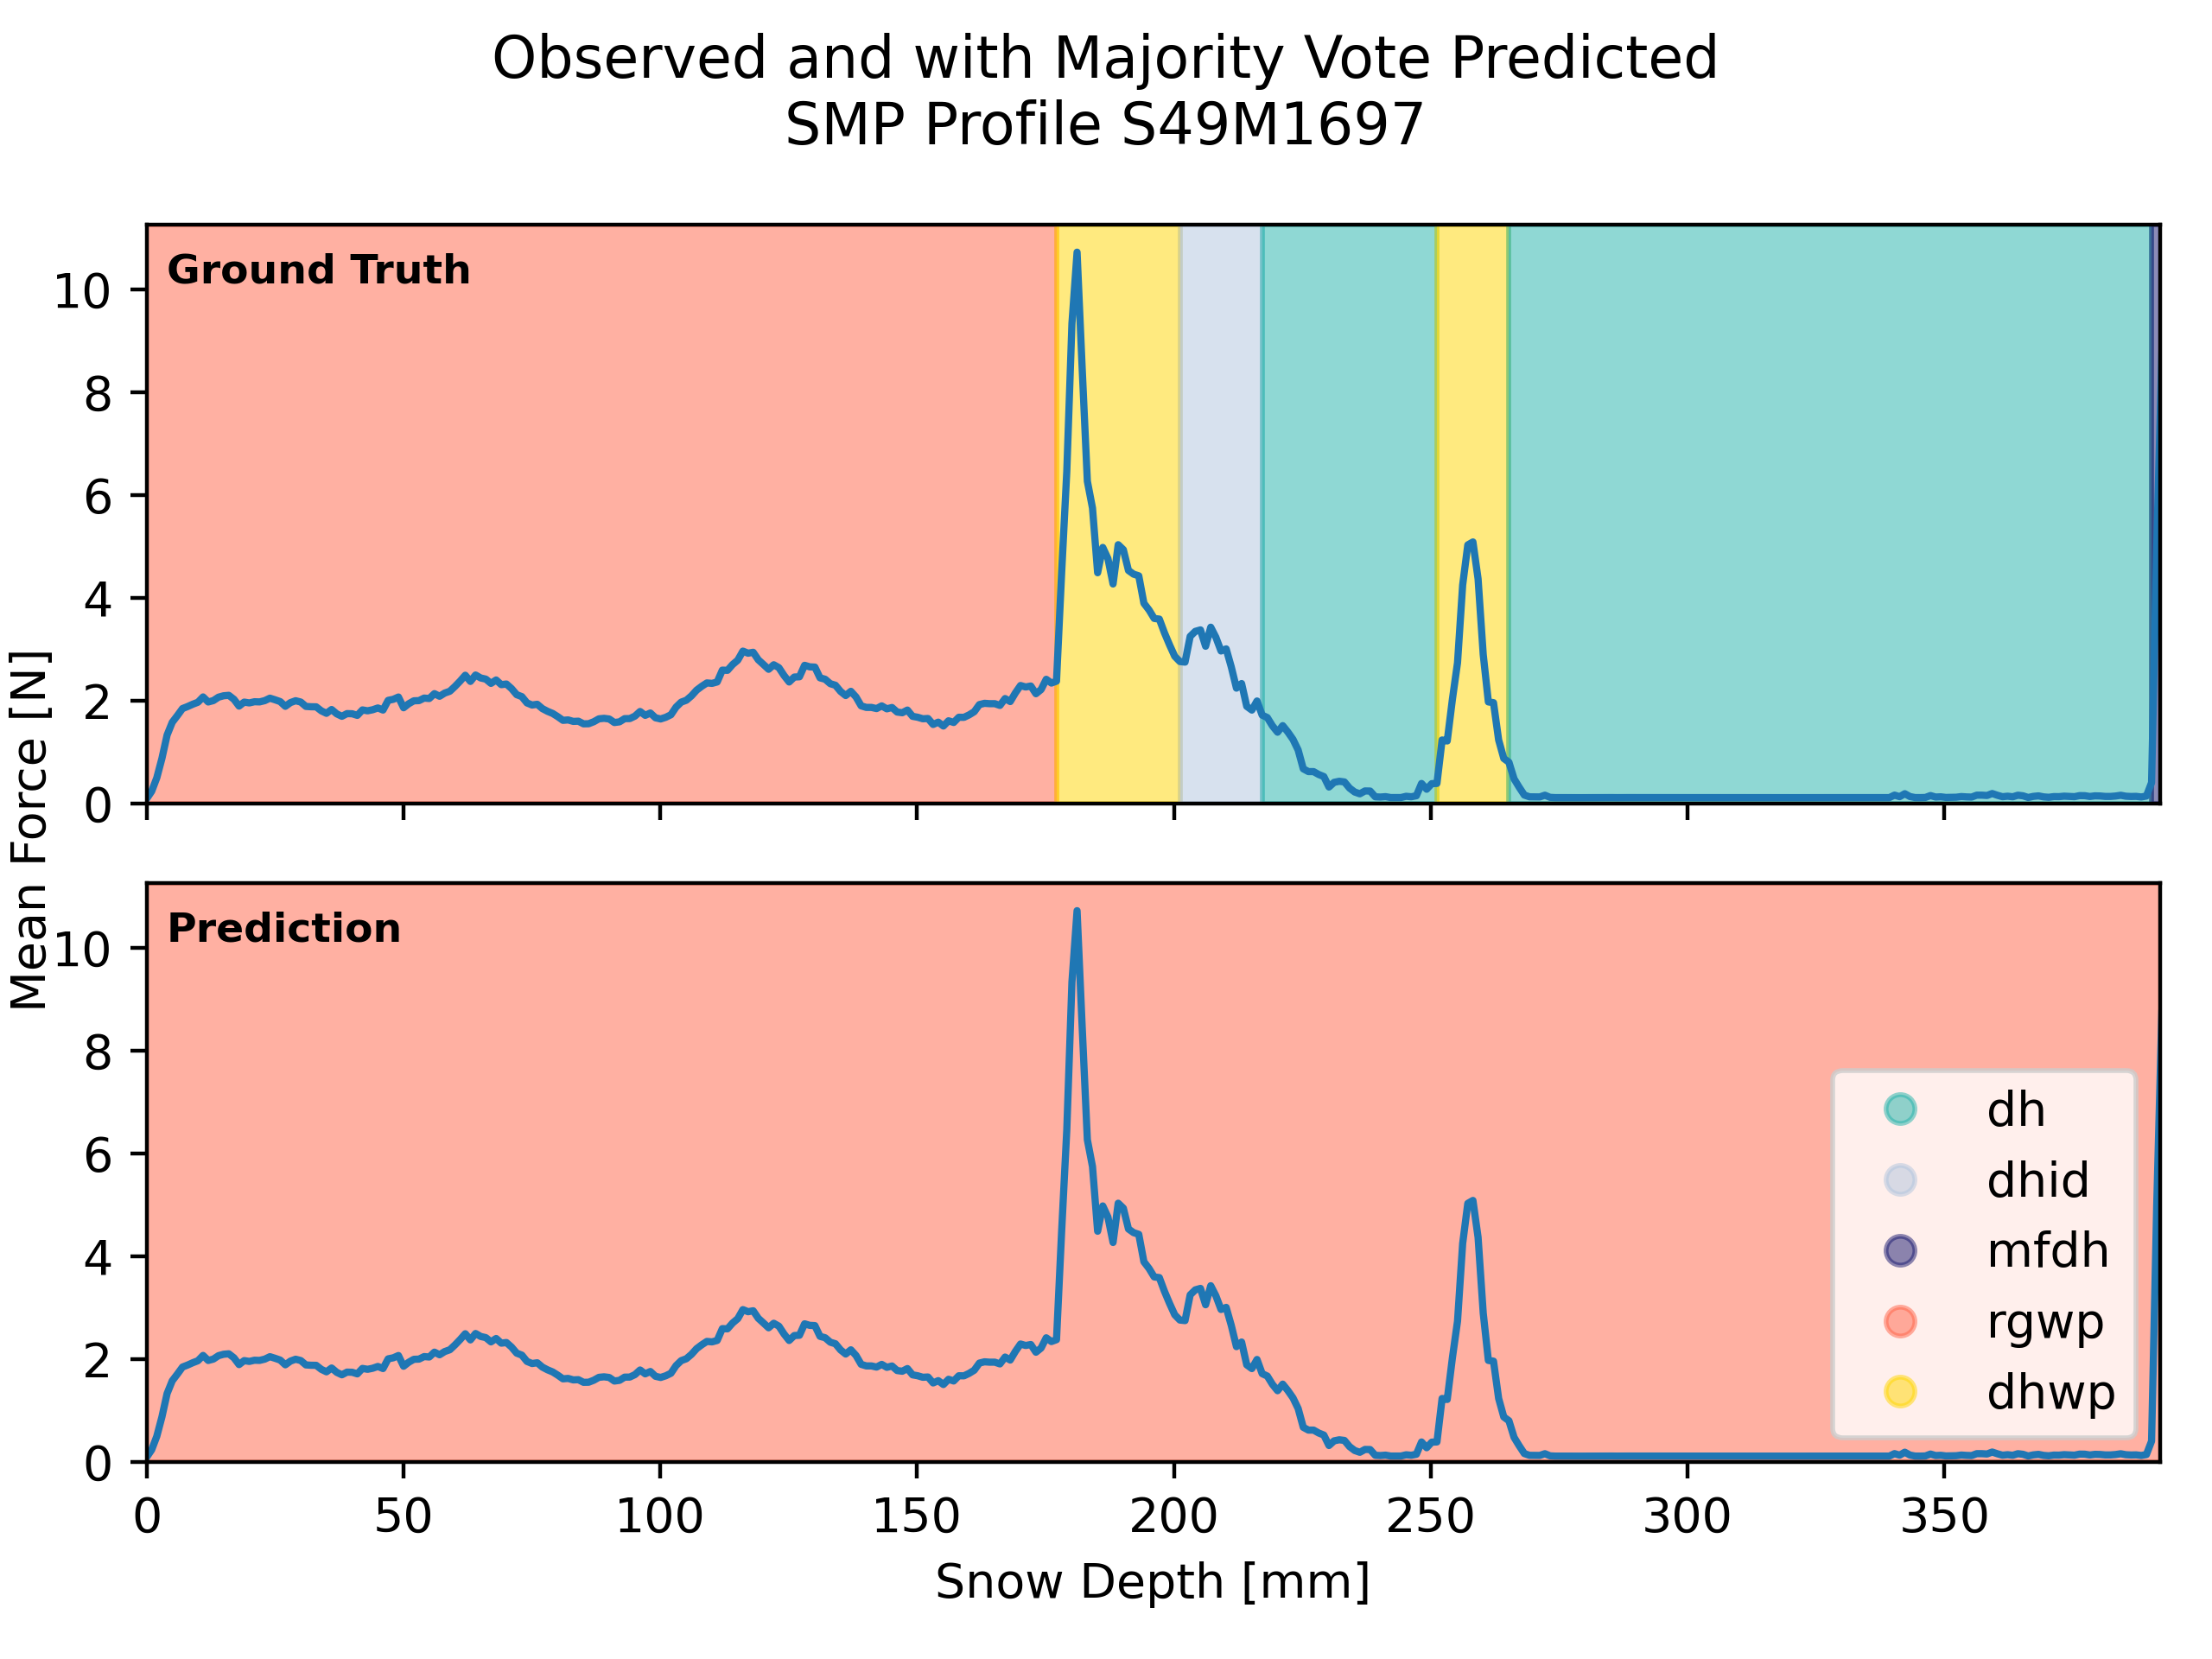 Observed and with Majority Vote Predicted
SMP Profile S49M1697
Mean Force [N]
Ground Truth
10
8
6
4
2
0
Prediction
10
8
6
4
2
0
dh
dhid
mfdh
rgwp
dhwp
0 50 100 150 200 250 300 350
Snow Depth [mm]